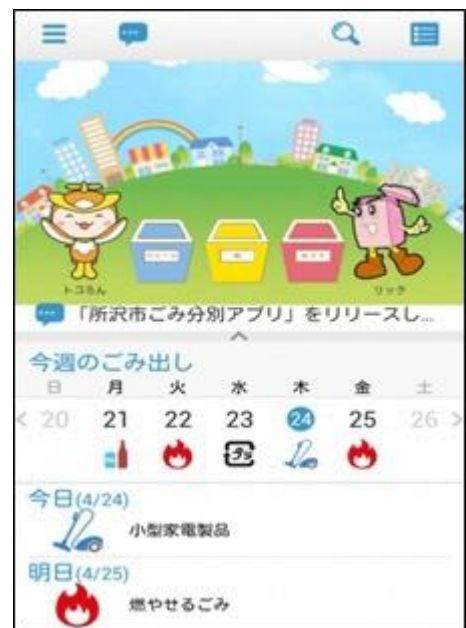 トコろん
リック
「所沢市ごみ分別アプリ」をリリースし...
今週のごみ出し
日 月 火 水 木 金 土
< 20 21 22 23 24 25 26 >
今日(4/24)
小型家電製品
明日(4/25)
燃やせるごみ